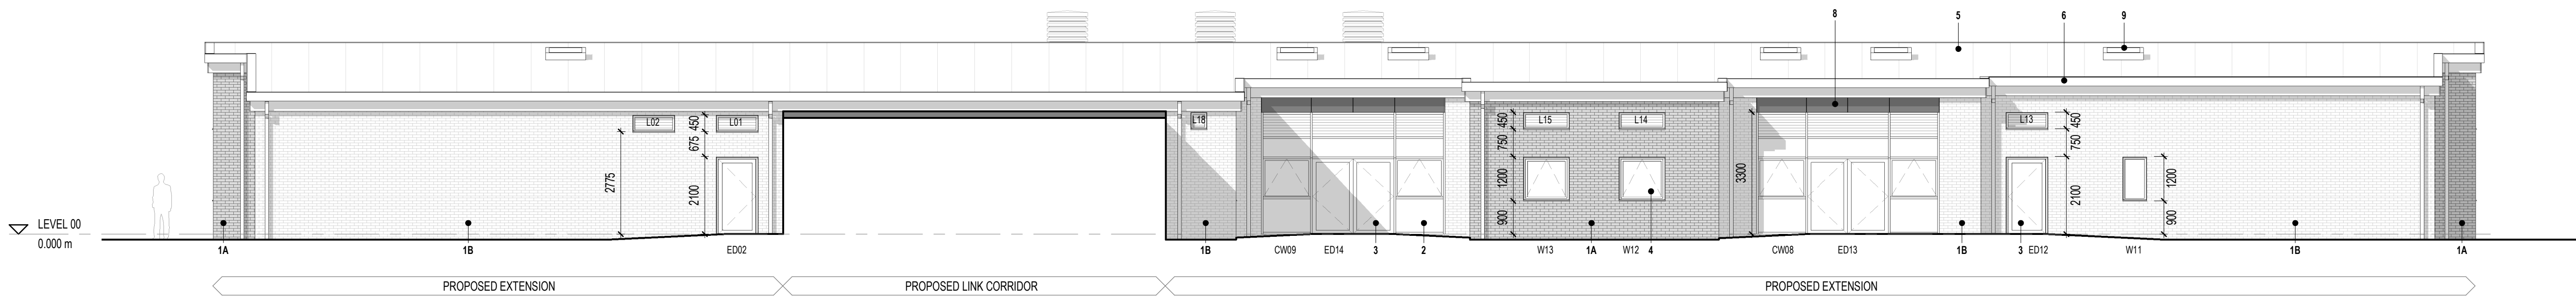 8
5
6
9
L02
L01
L18
L15
L14
L13
450
675
2100
2775
450
750
1200
900
3300
450
750
2100
1200
900
LEVEL 00
0.000 m
1A
1B
ED02
1B
CW09
ED14
3
2
W13
1A
W12
4
CW08
ED13
1B
3
ED12
W11
1B
1A
PROPOSED EXTENSION
PROPOSED LINK CORRIDOR
PROPOSED EXTENSION